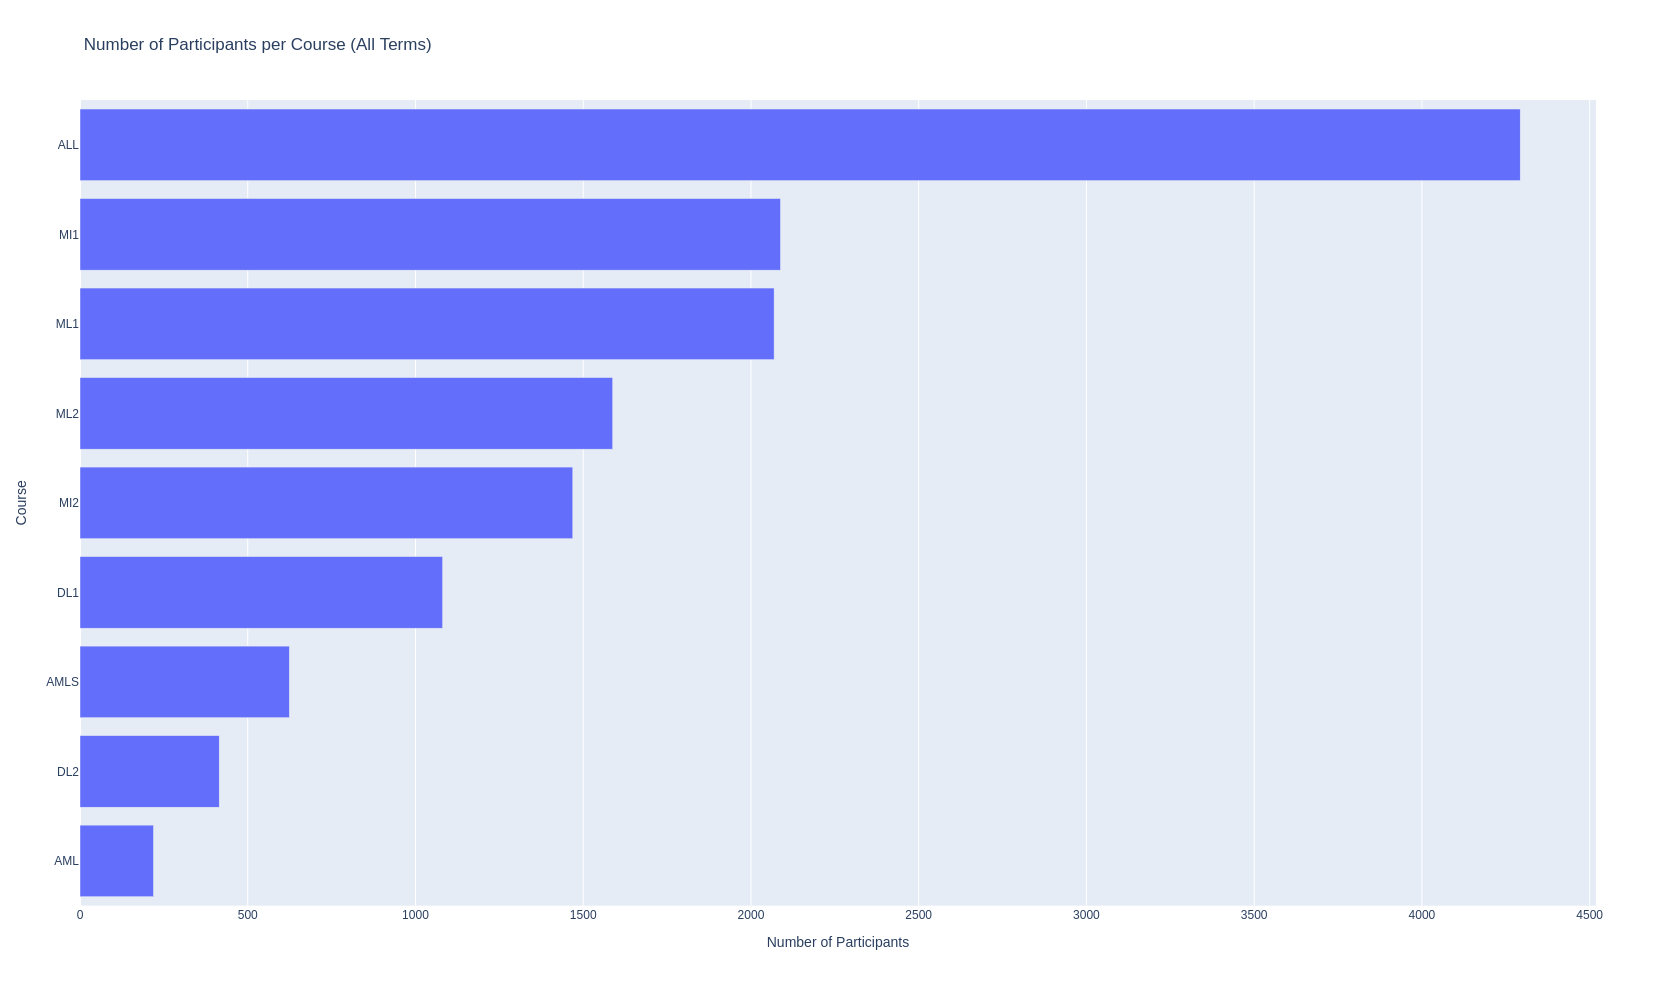 Number of Participants per Course (All Terms)
ALL
MI1
ML1
ML2
MI2
DL1
AMLS
DL2
AML
Course
0 500 1000 1500 2000 2500 3000 3500 4000 4500
Number of Participants